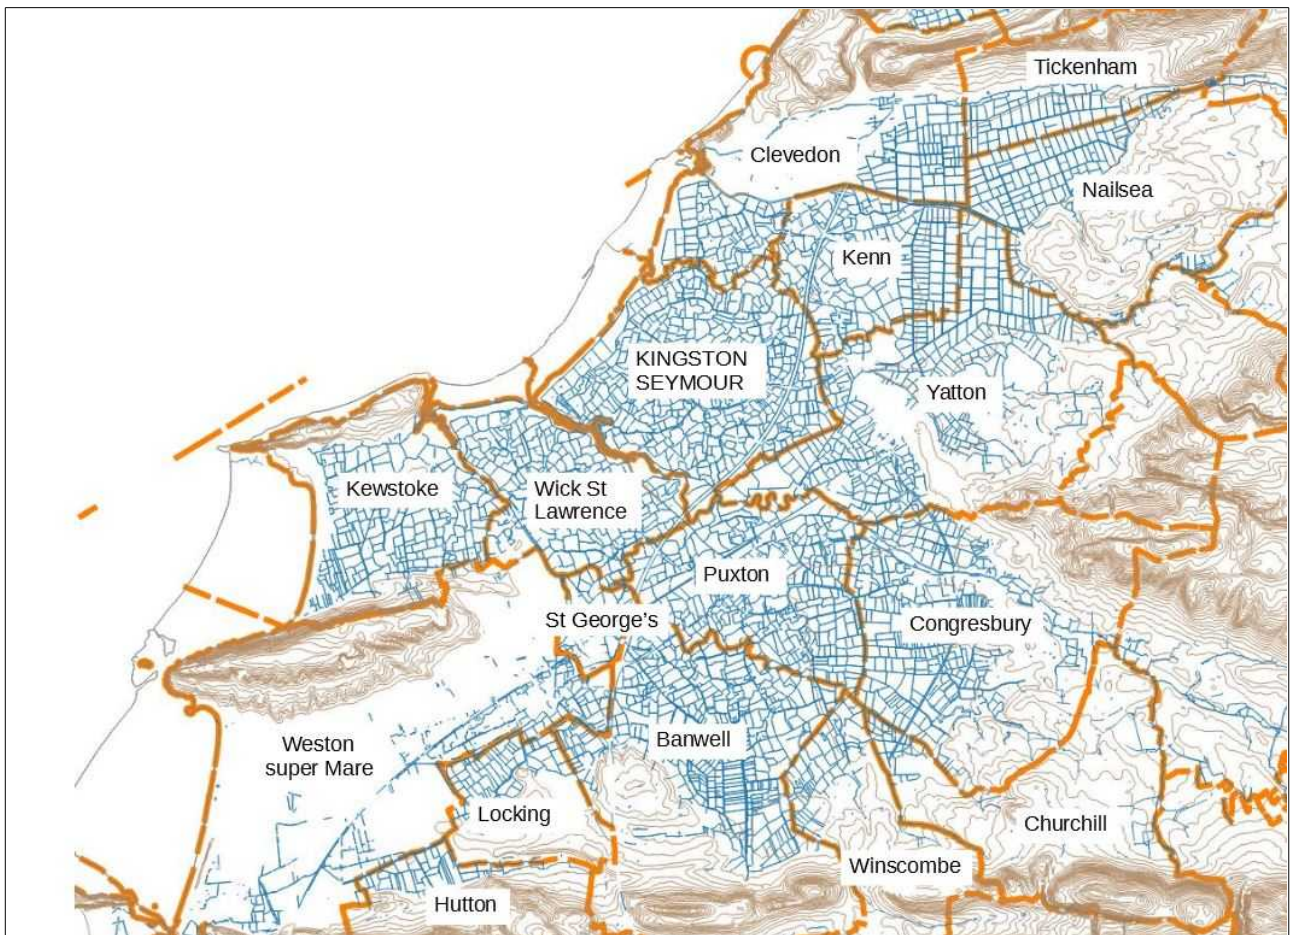 Tickenham
Clevedon
Nailsea
Kenn
KINGSTON
SEYMOUR
Yatton
Kewstoke
Wick St
Lawrence
Puxton
St George’s
Congresbury
Weston
super Mare
Banwell
Locking
Churchill
Winscombe
Hutton